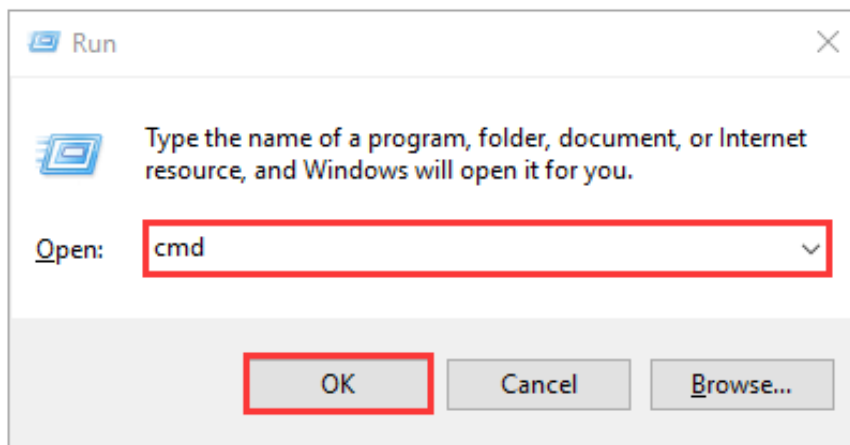 Run
Type the name of a program, folder, document, or Internet
resource, and Windows will open it for you.
Open: cmd
OK Cancel Browse...